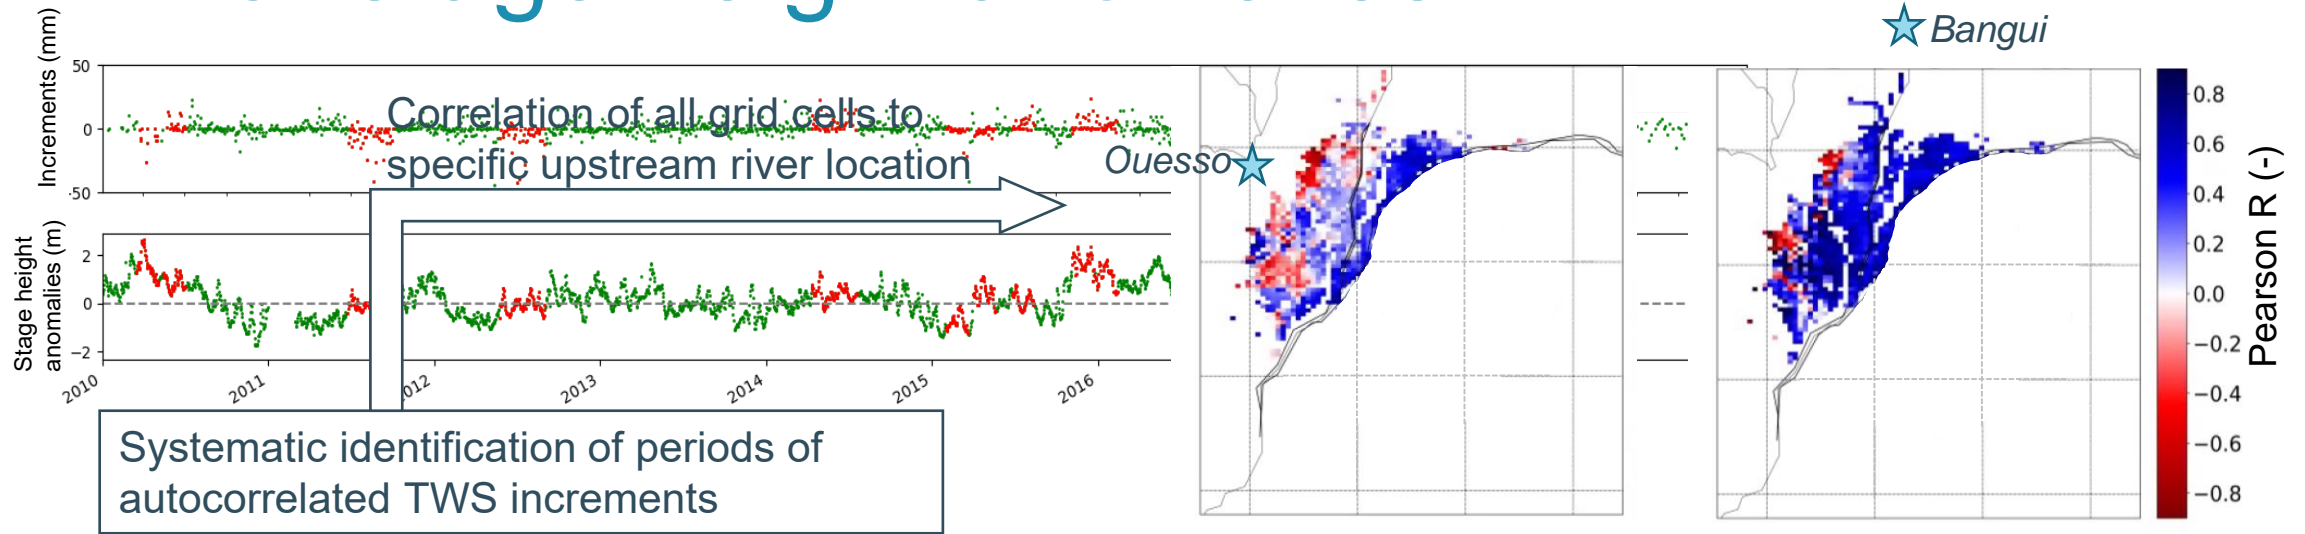 Bangui
Increments (mm)
50
0
-50
Correlation of all grid cells to
specific upstream river location
Ouesso
Stage height
anomalies (m)
2
0
−2
2010
2011
2012
2013
2014
2015
2016
Systematic identification of periods of
autocorrelated TWS increments
0.8
0.6
0.4
0.2
0.0
−0.2
−0.4
−0.6
−0.8
Pearson R (-)